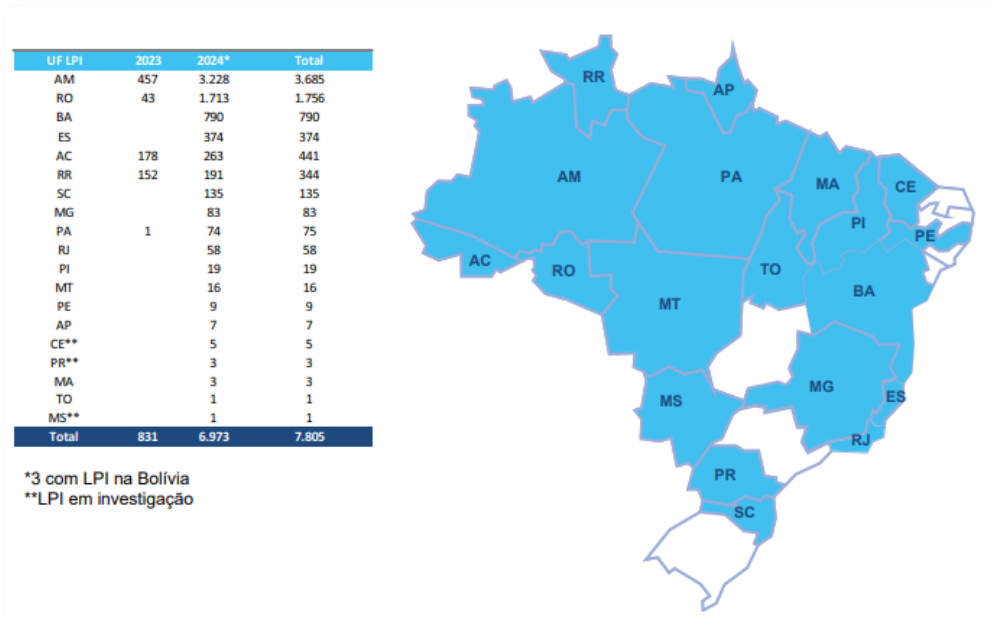 UF LPI 2023 2024* Total
AM 457 3.228 3.685
RO 43 1.713 1.756
BA 790 790
ES 374 374
AC 178 263 441
RR 152 191 344
SC 135 135
MG 83 83
PA 1 74 75
RJ 58 58
PI 19 19
MT 16 16
PE 9 9
AP 7 7
CE** 5 5
PR** 3 3
MA 3 3
TO 1 1
MS** 1 1
Total 831 6.973 7.805
*3 com LPI na Bolívia
**LPI em investigação
RR
AP
AM
PA
MA
CE
PI
PE
AC
RO
TO
BA
MT
MG
ES
MS
RJ
PR
SC